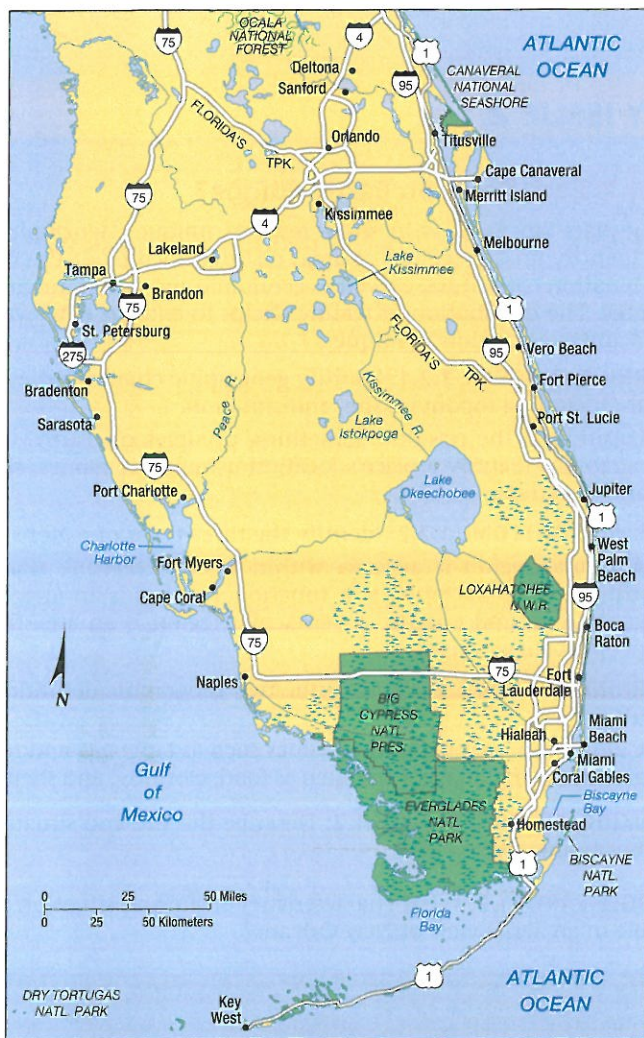 OCALA
NATIONAL
FOREST
75
4
1
ATLANTIC
OCEAN
Deltona
Sanford
95
CANAVERAL
NATIONAL
SEASHORE
FLORIDA'S
TPK.
Orlando
Titusville
Cape Canaveral
Merritt Island
75
4
Kissimmee
Lakeland
Melbourne
Lake
Kissimmee
Tampa
Brandon
75
1
St. Petersburg
275
FLORIDA'S
TPK.
95
Vero Beach
Bradenton
Fort Pierce
Sarasota
Peace R.
Kissimmee R.
Lake
Istokpoga
Port St. Lucie
75
Port Charlotte
Lake
Okeechobee
Jupiter
1
Charlotte
Harbor
West
Palm
Beach
Fort Myers
Cape Coral
LOXAHATCHEE
N.W.R.
95
Boca
Raton
75
75
Naples
Fort
Lauderdale
N
BIG
CYPRESS
NATL.
PRES.
Hialeah
Miami
Beach
Miami
Coral Gables
Gulf
of
Mexico
Biscayne
Bay
EVERGLADES
NATL.
PARK
Homestead
1
BISCAYNE
NATL.
PARK
0 25 50 Miles
0 25 50 Kilometers
Florida
Bay
1
DRY TORTUGAS
NATL. PARK
Key
West
ATLANTIC
OCEAN